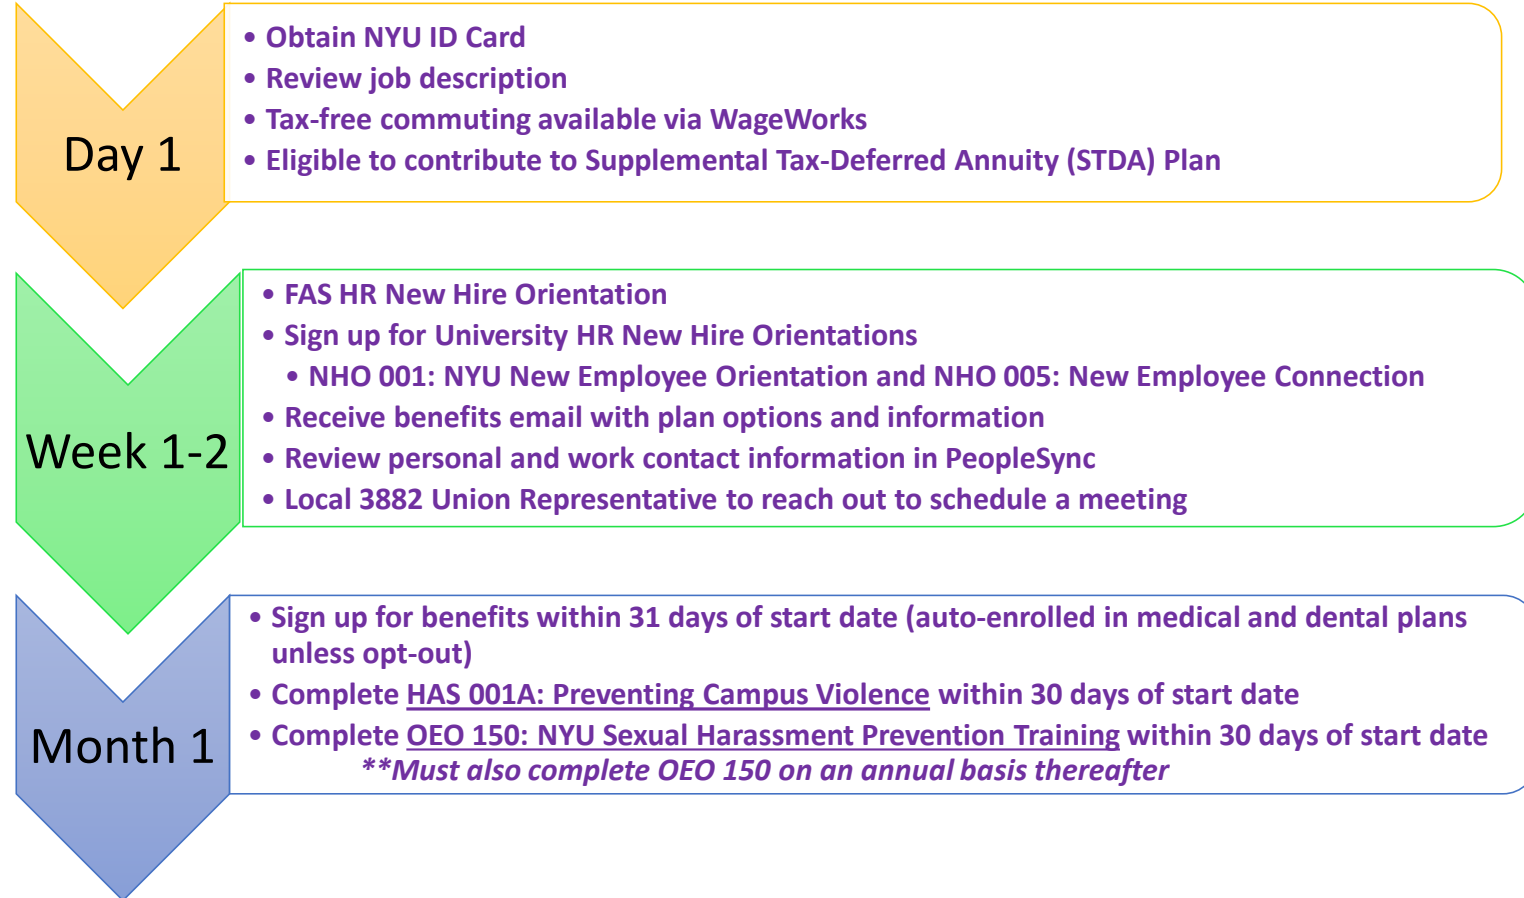 Day 1
• Obtain NYU ID Card
• Review job description
• Tax-free commuting available via WageWorks
• Eligible to contribute to Supplemental Tax-Deferred Annuity (STDA) Plan
Week 1-2
• FAS HR New Hire Orientation
• Sign up for University HR New Hire Orientations
• NHO 001: NYU New Employee Orientation and NHO 005: New Employee Connection
• Receive benefits email with plan options and information
• Review personal and work contact information in PeopleSync
• Local 3882 Union Representative to reach out to schedule a meeting
Month 1
• Sign up for benefits within 31 days of start date (auto-enrolled in medical and dental plans
unless opt-out)
• Complete HAS 001A: Preventing Campus Violence within 30 days of start date
• Complete OEO 150: NYU Sexual Harassment Prevention Training within 30 days of start date
**Must also complete OEO 150 on an annual basis thereafter